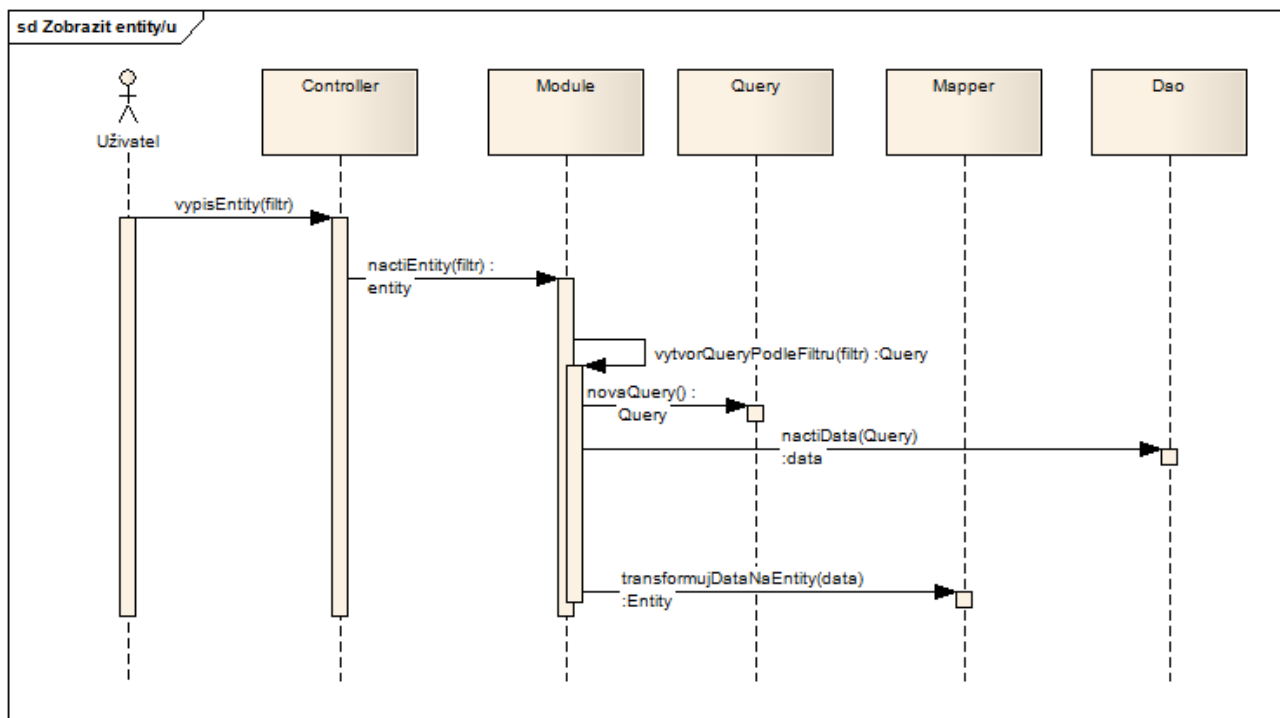 sd Zobrazit entity/u
Uživatel
Controller
Module
Query
Mapper
Dao
vypisEntity(filtr)
nactiEntity(filtr) :
entity
vytvorQueryPodleFiltru(filtr) :Query
novaQuery() :
Query
nactiData(Query)
:data
transformujDataNaEntity(data)
:Entity